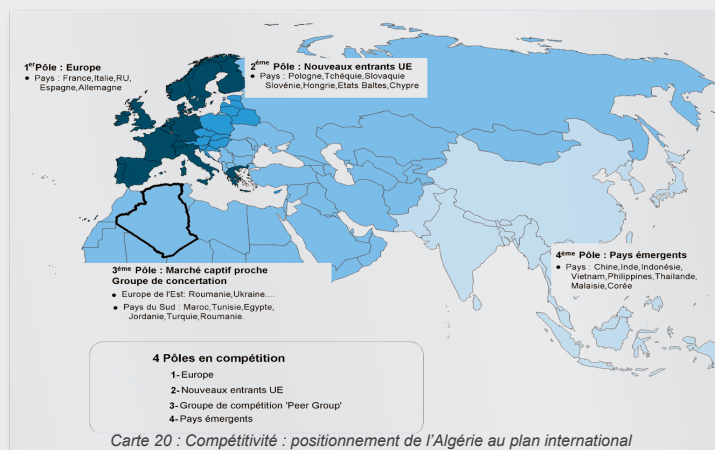 1erPôle : Europe
• Pays : France,Italie,RU,
Espagne,Allemagne
2éme Pôle : Nouveaux entrants UE
• Pays : Pologne,Tchéquie,Slovaquie
Slovénie,Hongrie,Etats Baltes,Chypre
3éme Pôle : Marché captif proche
Groupe de concertation
• Europe de l'Est: Roumanie,Ukraine....
• Pays du Sud : Maroc,Tunisie,Egypte,
Jordanie,Turquie,Roumanie.
4éme Pôle : Pays émergents
• Pays : Chine,Inde,Indonésie,
Vietnam,Philippines,Thailande,
Malaisie,Corée
4 Pôles en compétition
1- Europe
2- Nouveaux entrants UE
3- Groupe de compétition 'Peer Group'
4- Pays émergents
Carte 20 : Compétitivité : positionnement de l'Algérie au plan international